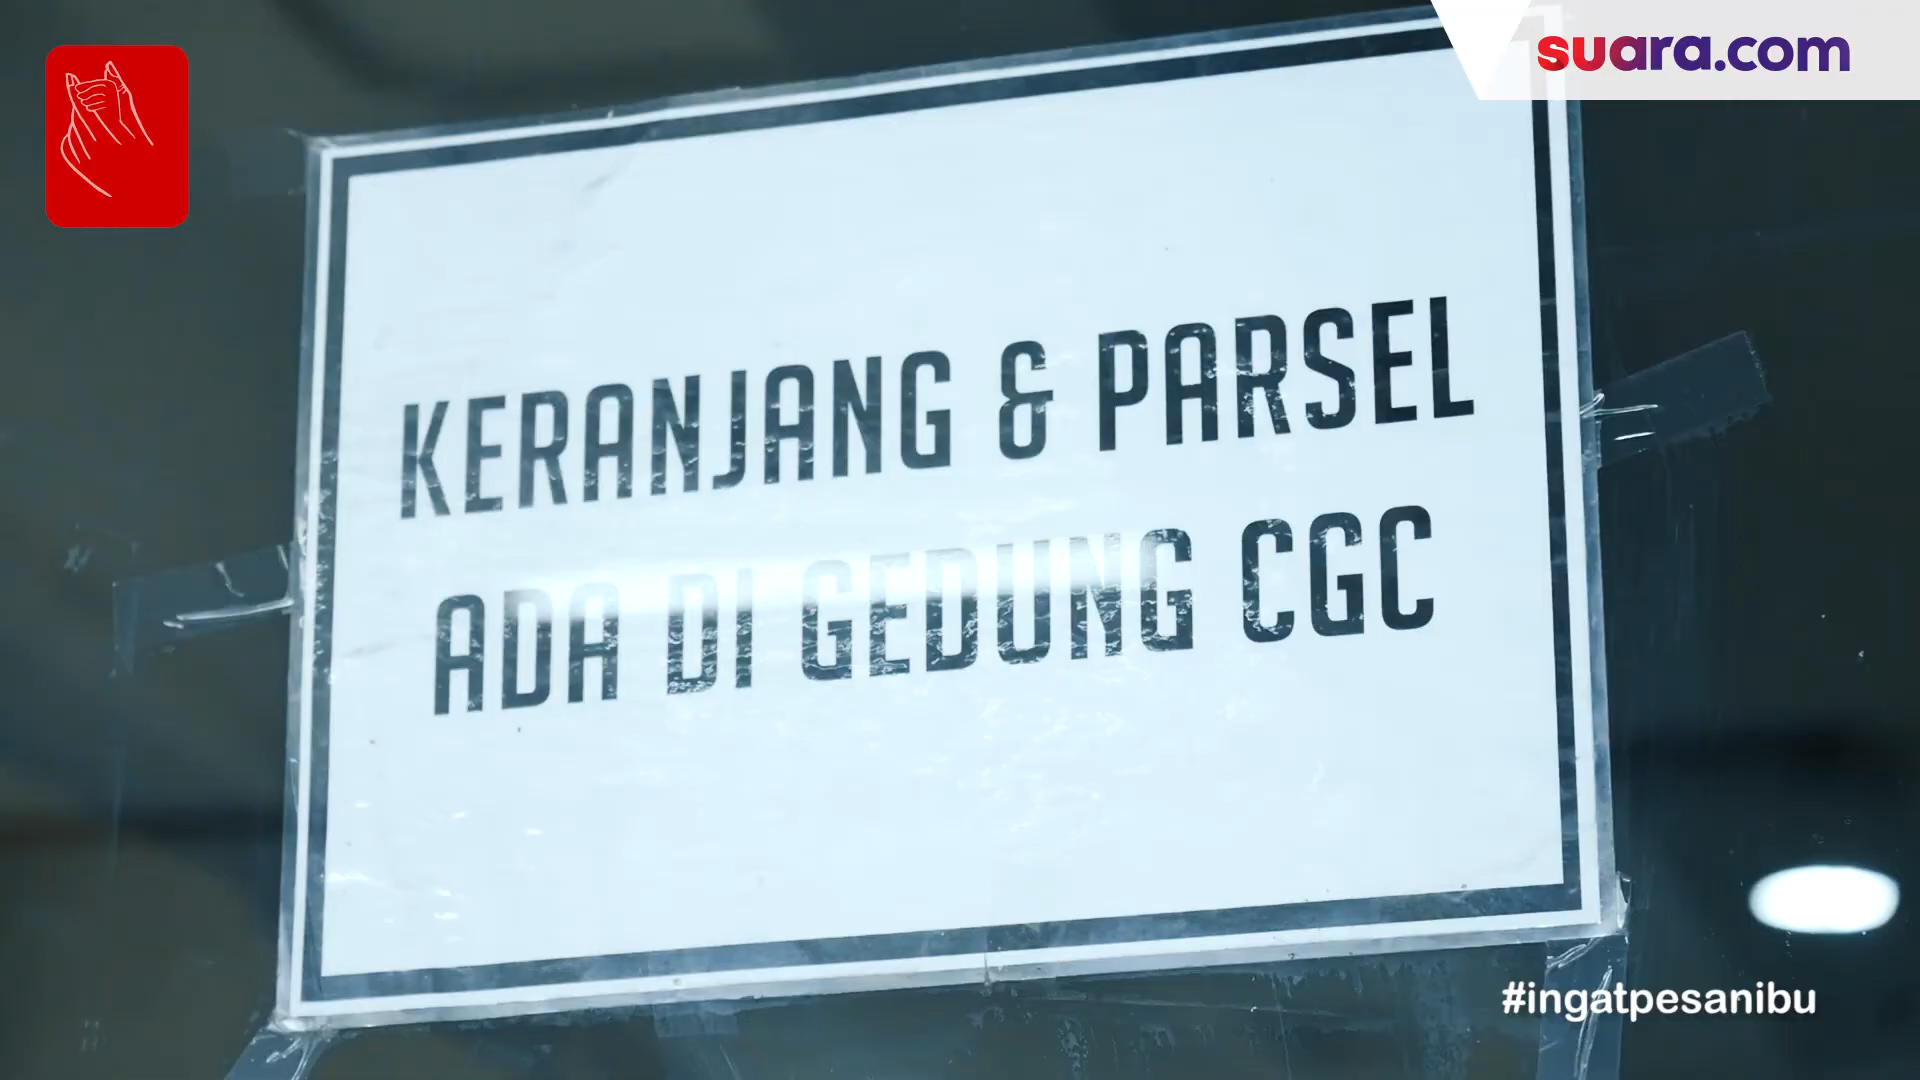 suara.com
KERANJANG & PARSEL
ADA DI GEDUNG CGC
#ingatpesanibu